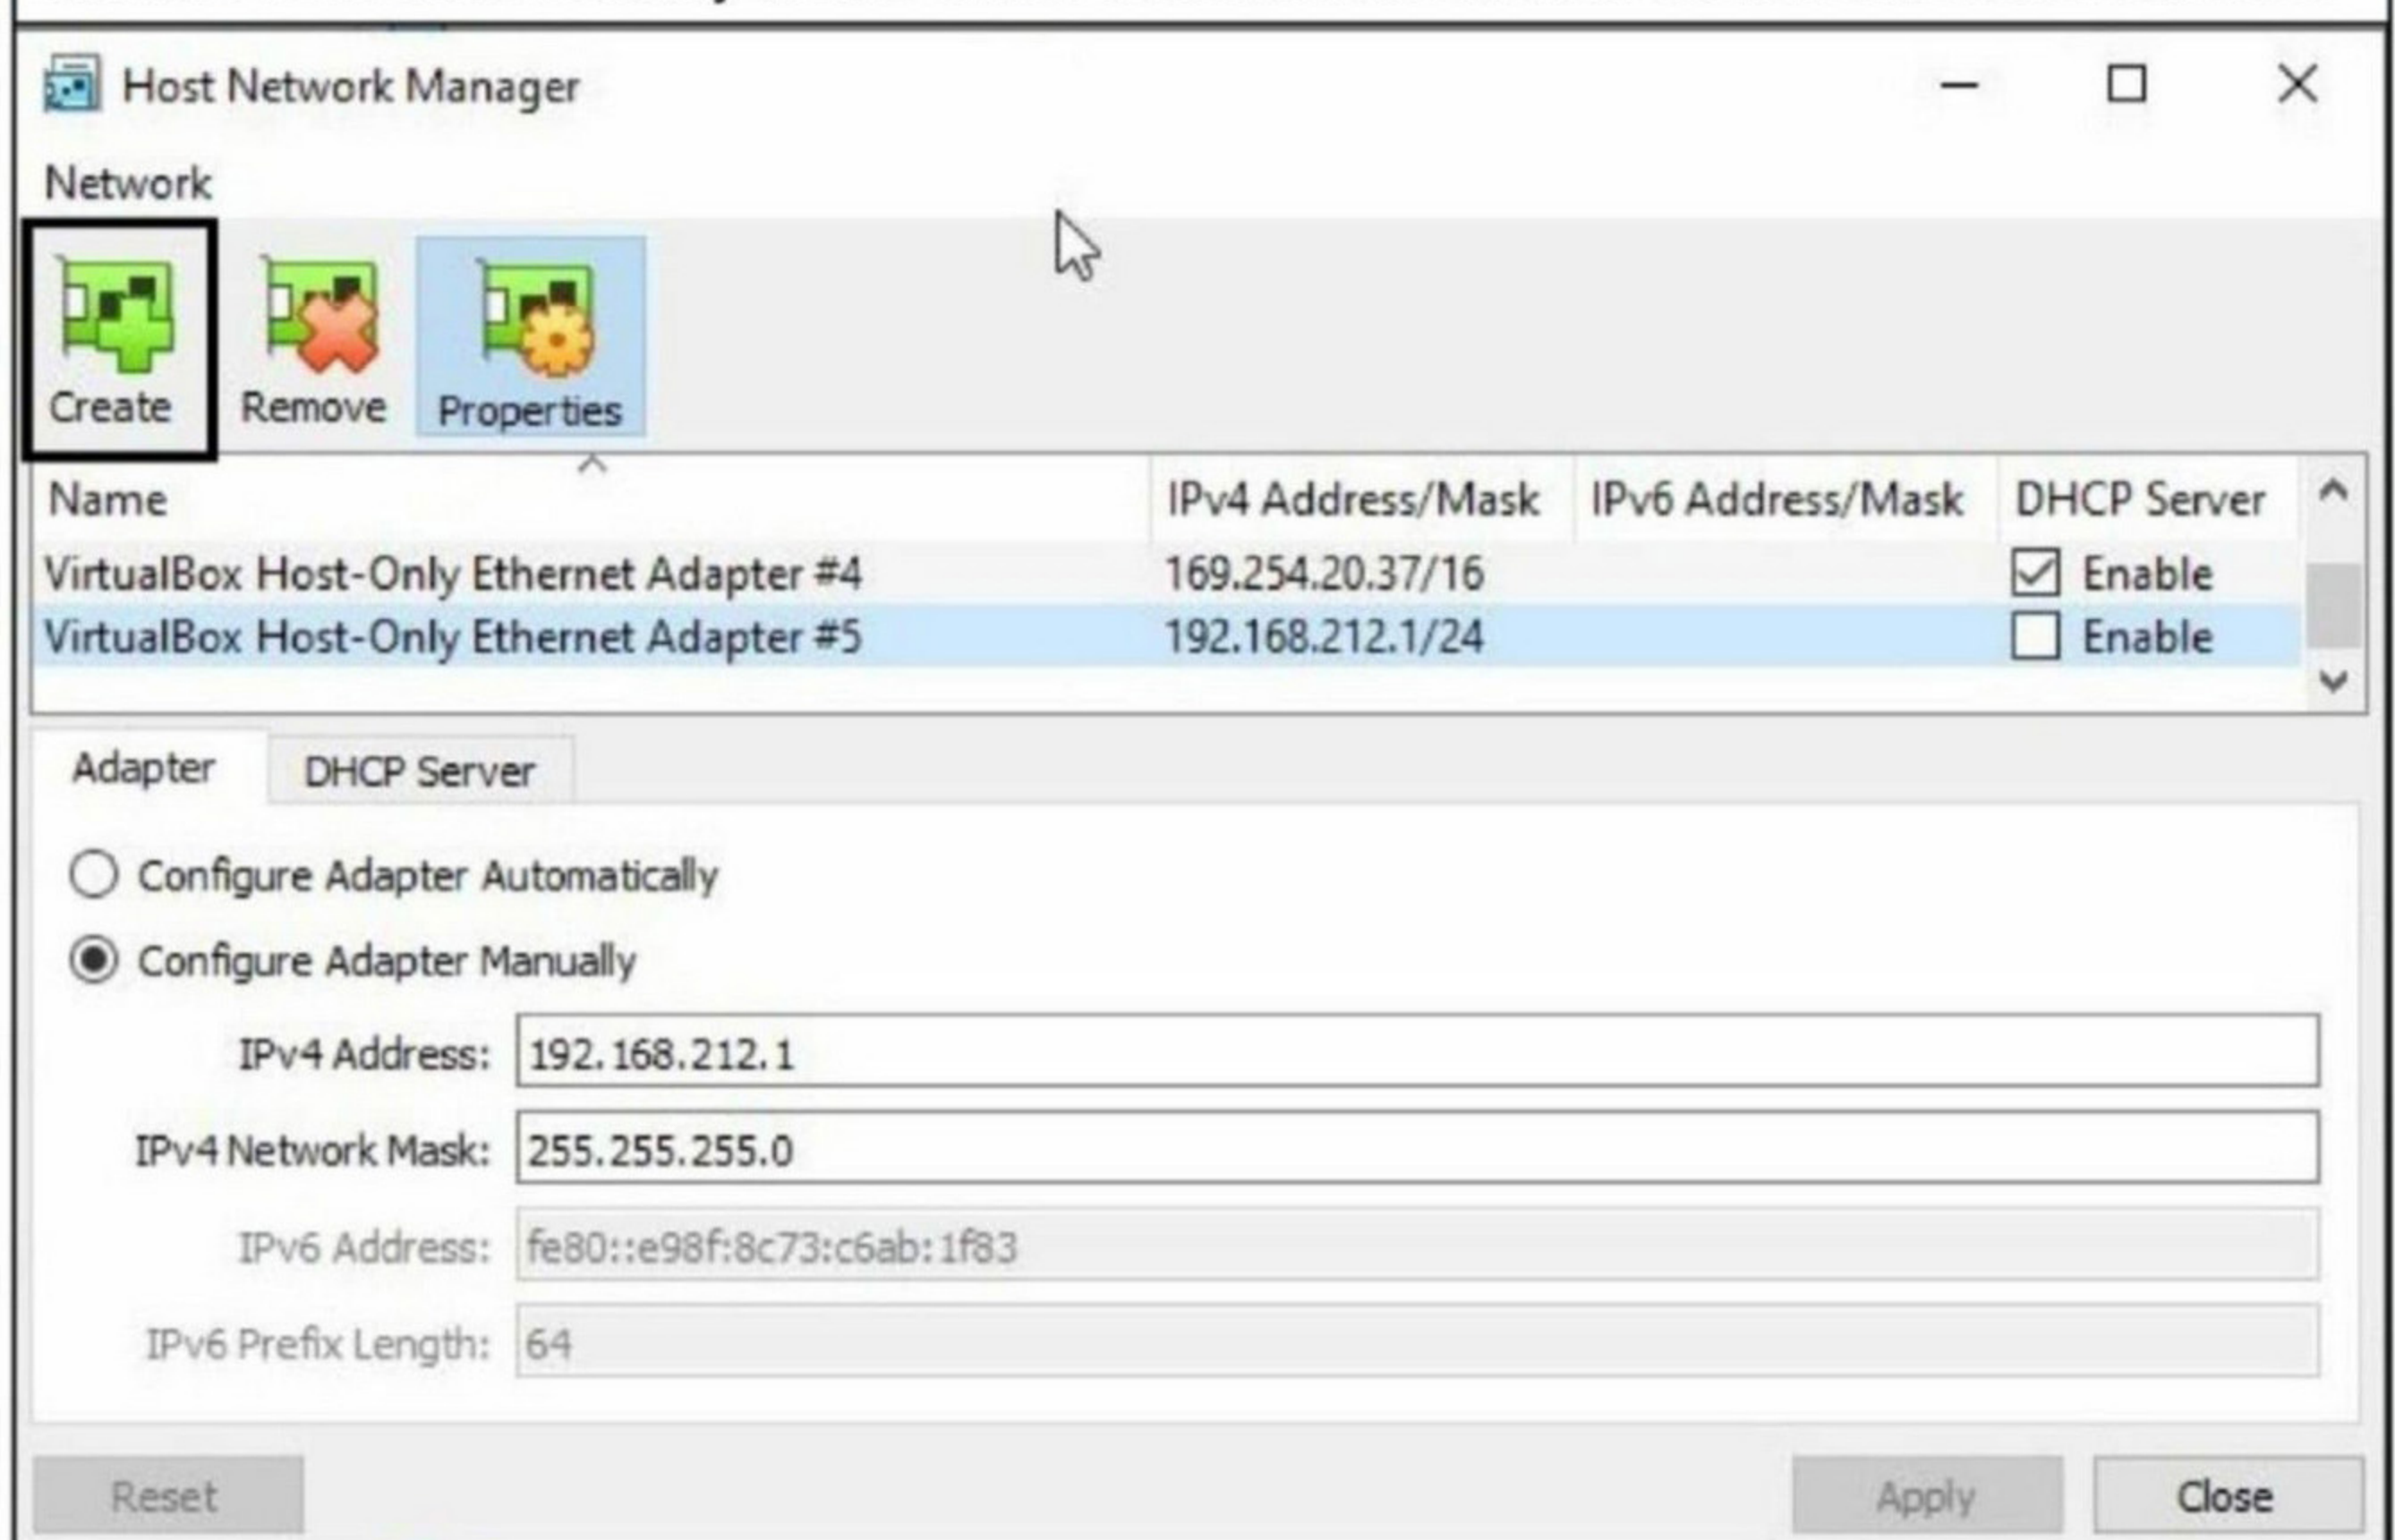 Host Network Manager
Network
Create Remove Properties
Name IPv4 Address/Mask IPv6 Address/Mask DHCP Server
VirtualBox Host-Only Ethernet Adapter #4 169.254.20.37/16 Enable
VirtualBox Host-Only Ethernet Adapter #5 192.168.212.1/24 Enable
Adapter DHCP Server
Configure Adapter Automatically
Configure Adapter Manually
IPv4 Address: 192.168.212.1
IPv4 Network Mask: 255.255.255.0
IPv6 Address: fe80::e98f:8c73:c6ab:1f83
IPv6 Prefix Length: 64
Reset Apply Close